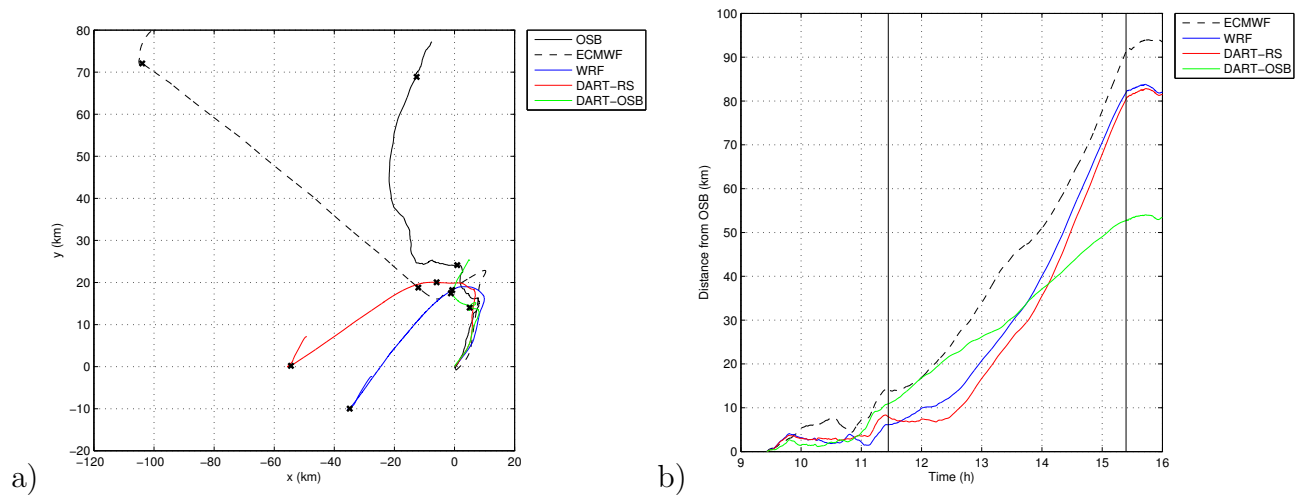 80
70
60
50
40
30
20
10
0
−10
−20
−120 −100 −80 −60 −40 −20 0 20
x (km)
y (km)
OSB
ECMWF
WRF
DART−RS
DART−OSB
a)
100
90
80
70
60
50
40
30
20
10
0
9 10 11 12 13 14 15 16
Time (h)
Distance from OSB (km)
ECMWF
WRF
DART−RS
DART−OSB
b)